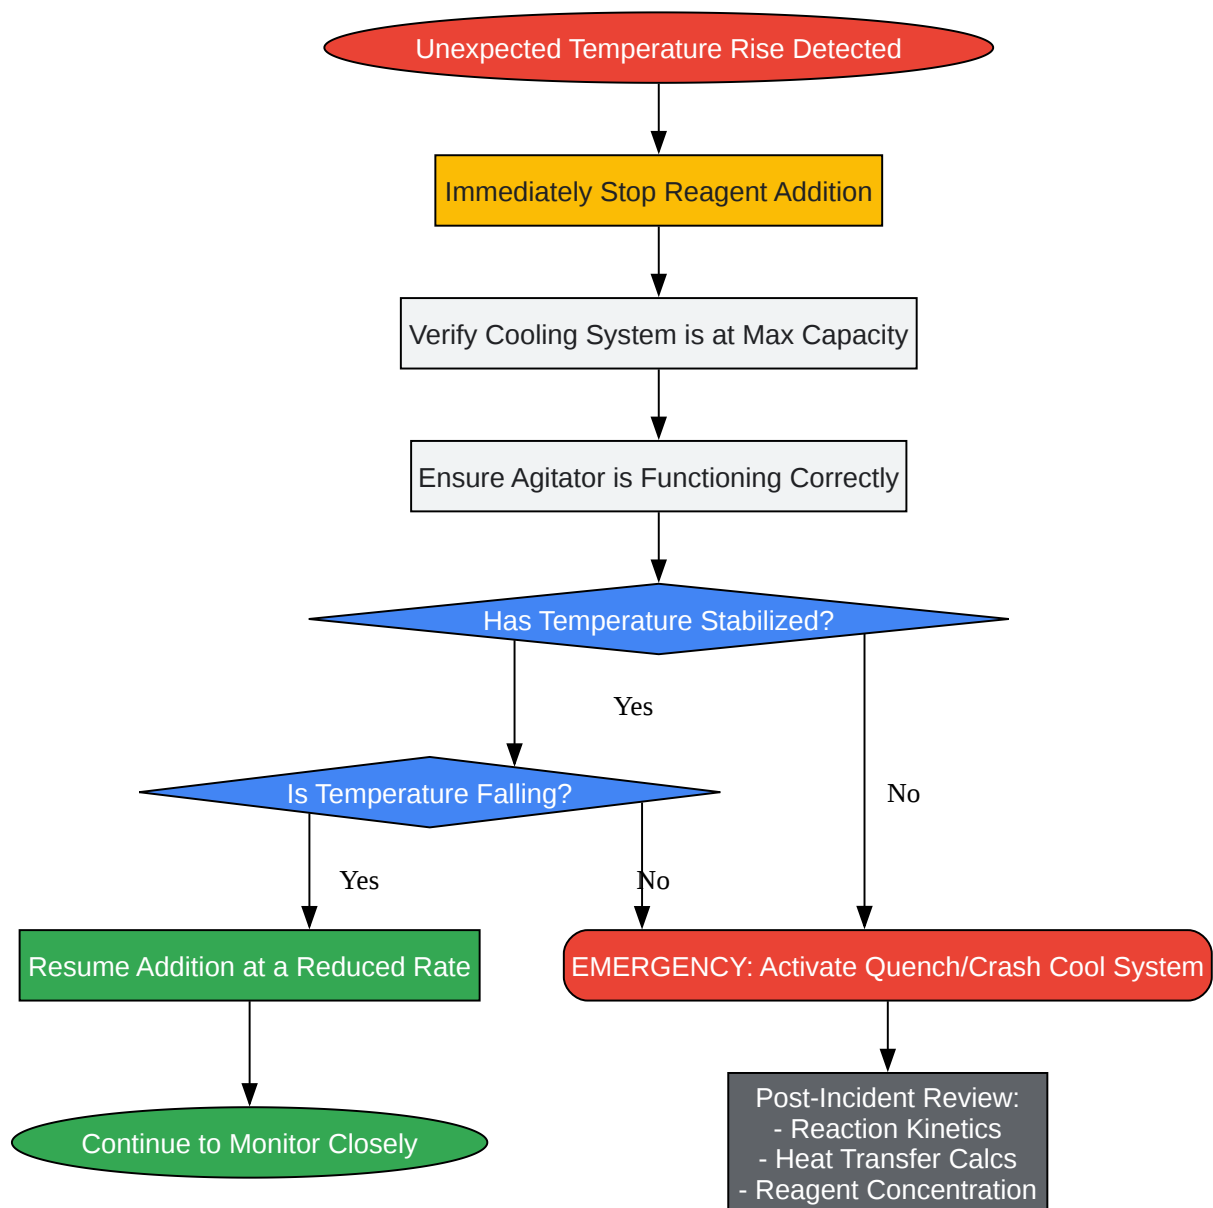 Unexpected Temperature Rise Detected
Immediately Stop Reagent Addition
Verify Cooling System is at Max Capacity
Ensure Agitator is Functioning Correctly
Has Temperature Stabilized?
Yes
No
Is Temperature Falling?
Yes
No
Resume Addition at a Reduced Rate
EMERGENCY: Activate Quench/Crash Cool System
Continue to Monitor Closely
Post-Incident Review:
- Reaction Kinetics
- Heat Transfer Calcs
- Reagent Concentration